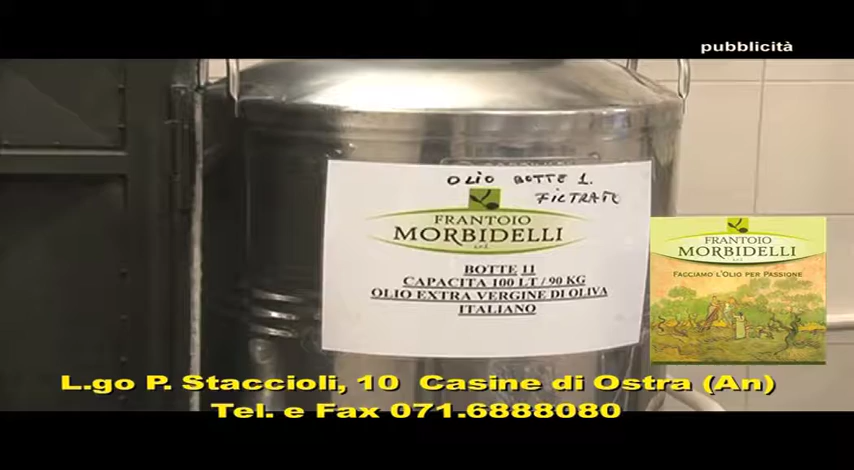 pubblicità
OLIO BOTTE 1.
FILTRATO
FRANTOIO
MORBIDELLI
s.r.l.
BOTTE 11
CAPACITA 100 LT / 90 KG
OLIO EXTRA VERGINE DI OLIVA
ITALIANO
FRANTOIO
MORBIDELLI
s.r.l.
FACCIAMO L'OLIO PER PASSIONE
L.go P. Staccioli, 10 Casine di Ostra (An)
Tel. e Fax 071.6888080